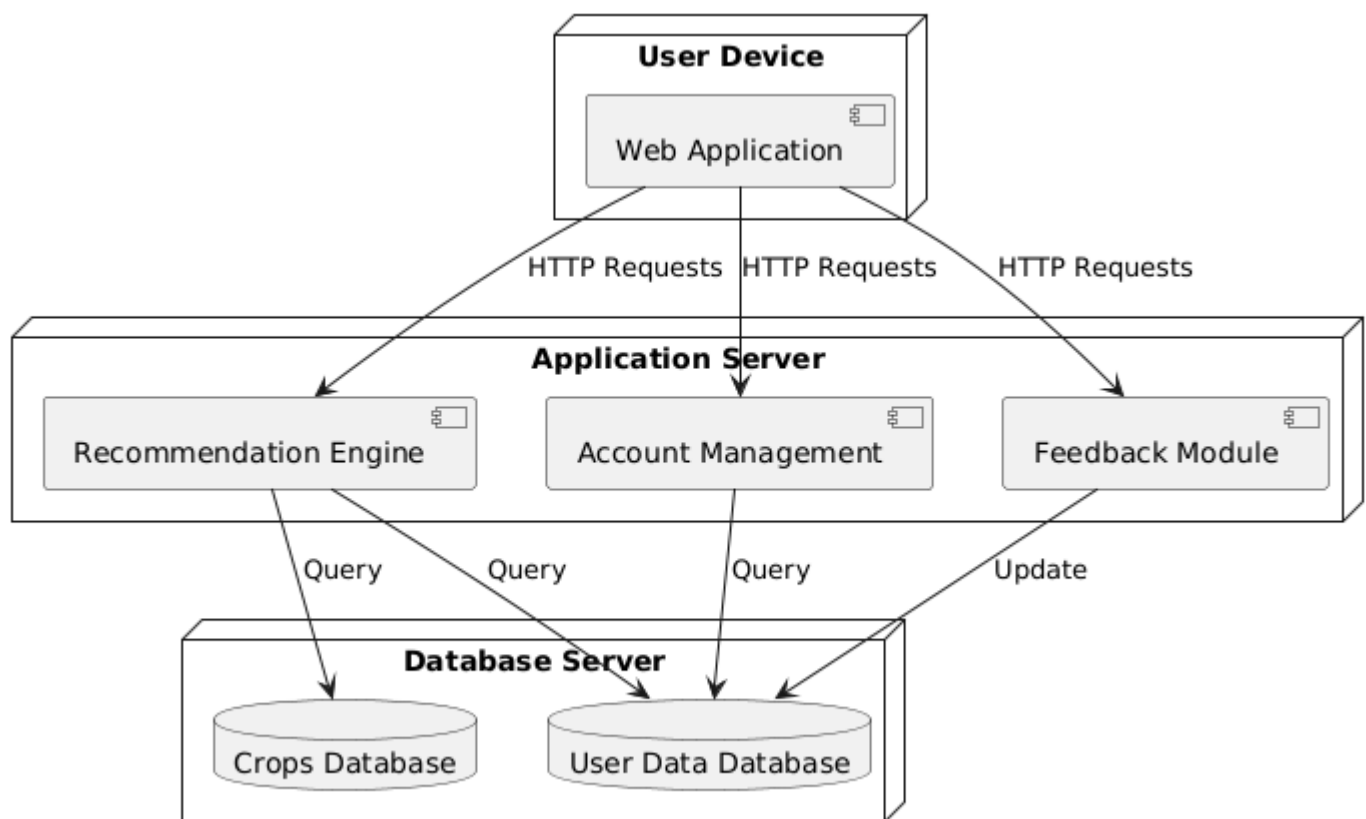 User Device
Web Application
HTTP Requests
HTTP Requests
HTTP Requests
Application Server
Recommendation Engine
Account Management
Feedback Module
Query
Query
Query
Update
Database Server
Crops Database
User Data Database